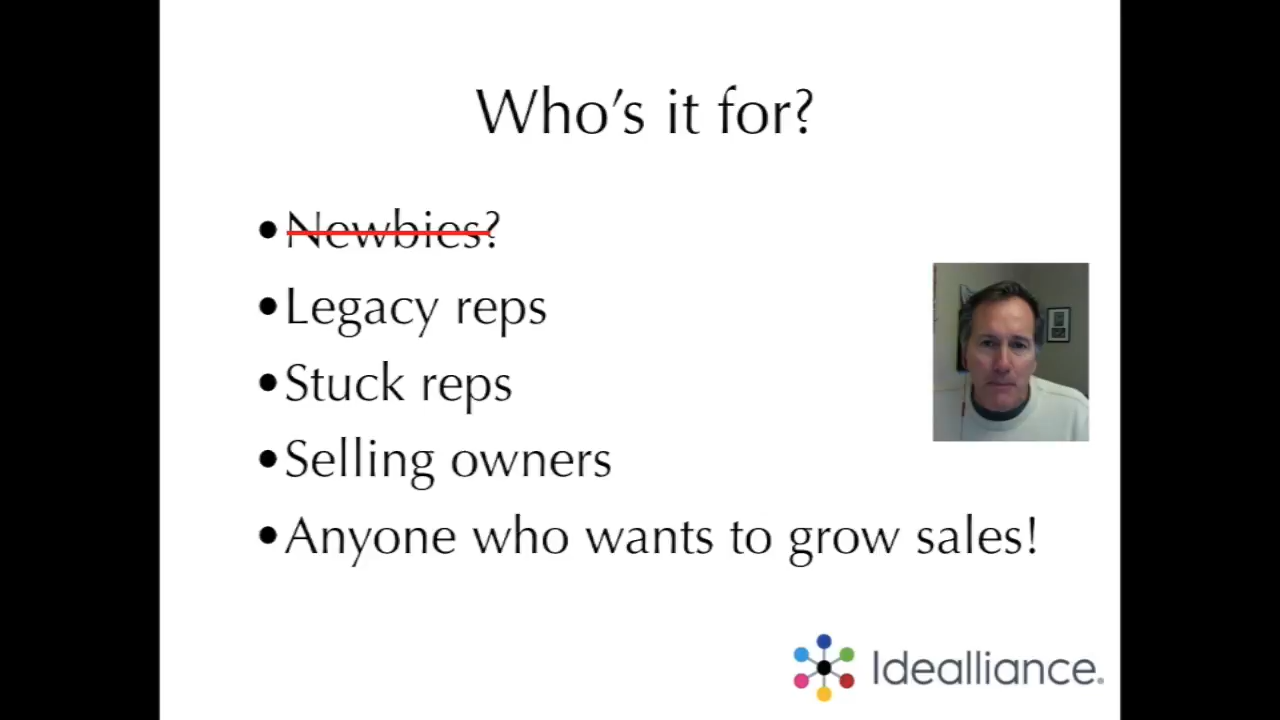 Who's it for?
•Newbies?
•Legacy reps
•Stuck reps
•Selling owners
•Anyone who wants to grow sales!
Idealliance.